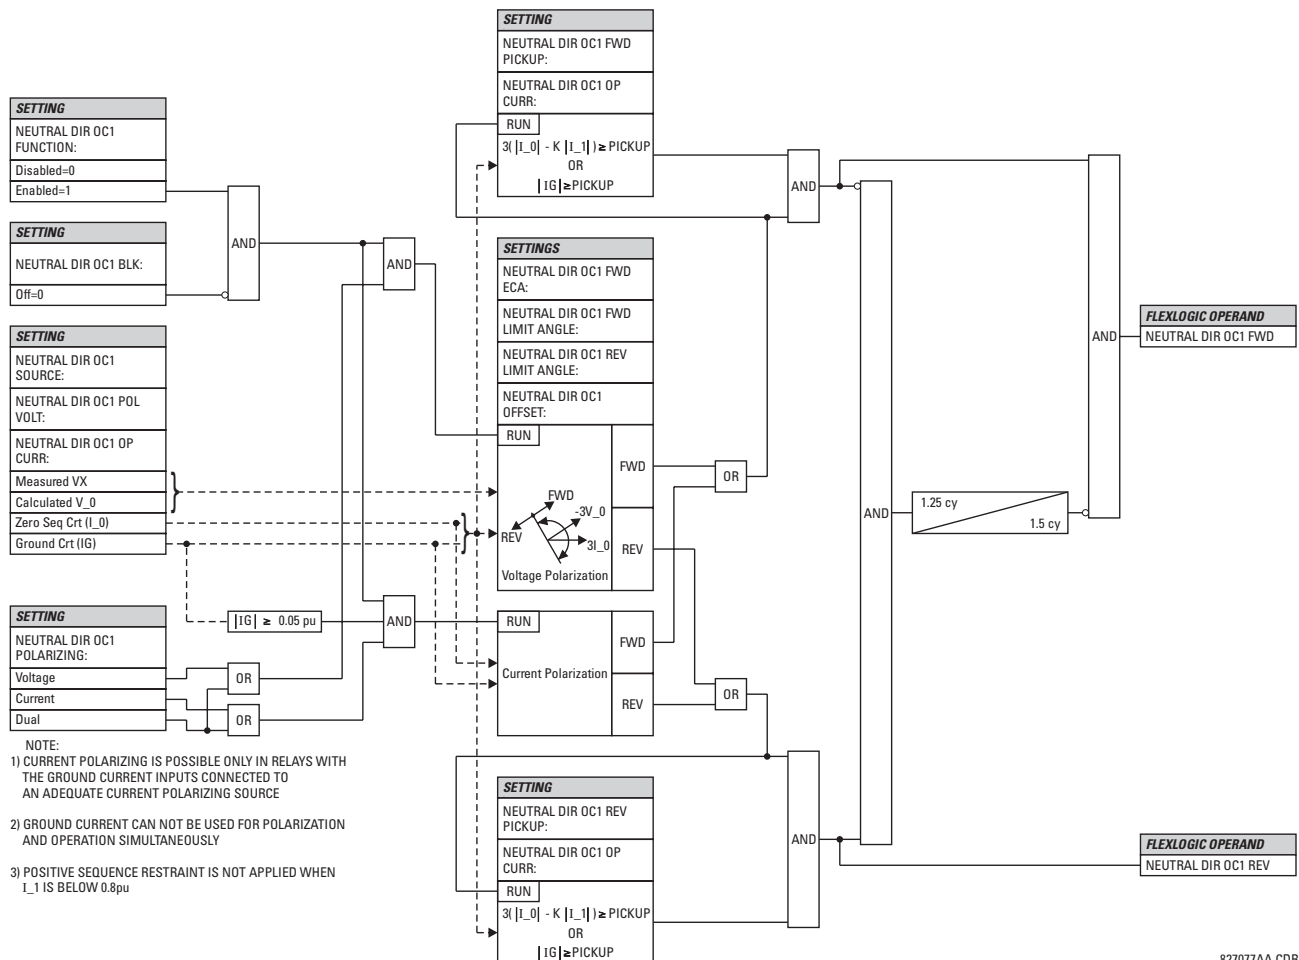 SETTING
NEUTRAL DIR OC1 FWD
PICKUP:
NEUTRAL DIR OC1 OP
CURR:
RUN
3( |I_0| - K |I_1| ) ≥ PICKUP
OR
|IG| ≥PICKUP
SETTING
NEUTRAL DIR OC1
FUNCTION:
Disabled=0
Enabled=1
SETTING
NEUTRAL DIR OC1 BLK:
Off=0
AND
AND
SETTING
NEUTRAL DIR OC1
SOURCE:
NEUTRAL DIR OC1 POL
VOLT:
NEUTRAL DIR OC1 OP
CURR:
Measured VX
Calculated V_0
Zero Seq Crt (I_0)
Ground Crt (IG)
SETTING
NEUTRAL DIR OC1
POLARIZING:
Voltage
Current
Dual
OR
OR
|IG| ≥ 0.05 pu
AND
SETTINGS
NEUTRAL DIR OC1 FWD
ECA:
NEUTRAL DIR OC1 FWD
LIMIT ANGLE:
NEUTRAL DIR OC1 REV
LIMIT ANGLE:
NEUTRAL DIR OC1
OFFSET:
RUN
FWD
REV
-3V_0
3I_0
Voltage Polarization
FWD
REV
RUN
Current Polarization
FWD
REV
OR
OR
SETTING
NEUTRAL DIR OC1 REV
PICKUP:
NEUTRAL DIR OC1 OP
CURR:
RUN
3( |I_0| - K |I_1| ) ≥ PICKUP
OR
|IG| ≥PICKUP
AND
AND
AND
1.25 cy
1.5 cy
AND
FLEXLOGIC OPERAND
NEUTRAL DIR OC1 FWD
FLEXLOGIC OPERAND
NEUTRAL DIR OC1 REV
NOTE:
1) CURRENT POLARIZING IS POSSIBLE ONLY IN RELAYS WITH
THE GROUND CURRENT INPUTS CONNECTED TO
AN ADEQUATE CURRENT POLARIZING SOURCE
2) GROUND CURRENT CAN NOT BE USED FOR POLARIZATION
AND OPERATION SIMULTANEOUSLY
3) POSITIVE SEQUENCE RESTRAINT IS NOT APPLIED WHEN
I_1 IS BELOW 0.8pu
827077AA.CDR